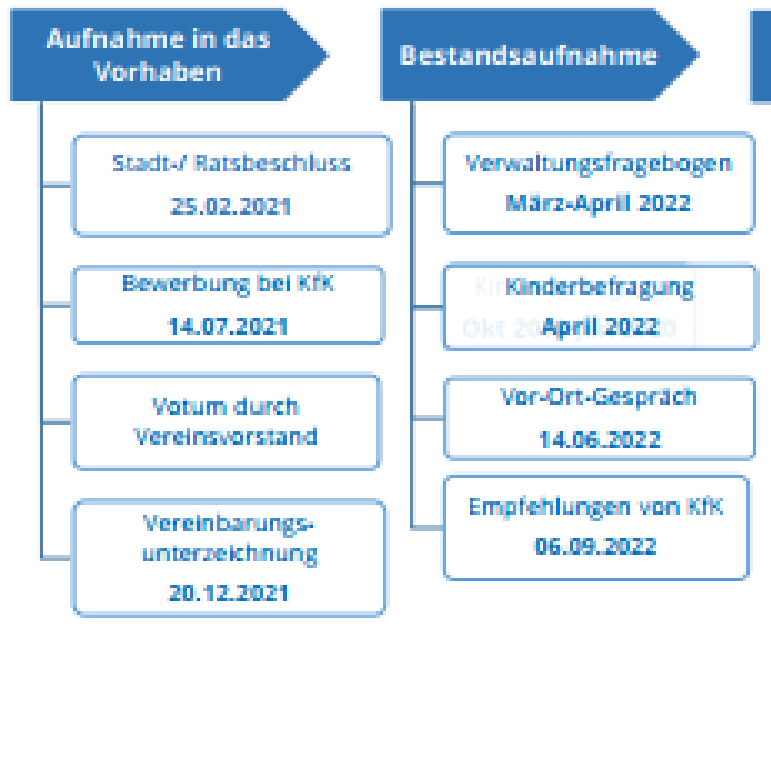 Aufnahme in das
Vorhaben
Stadt-/ Ratsbeschluss
25.02.2021
Bewerbung bei KfK
14.07.2021
Votum durch
Vereinsvorstand
Vereinbarungs-
unterzeichnung
20.12.2021
Bestandsaufnahme
Verwaltungsfragebogen
März-April 2022
Kinderbefragung
April 2022
Vor-Ort-Gespräch
14.06.2022
Empfehlungen von KfK
06.09.2022